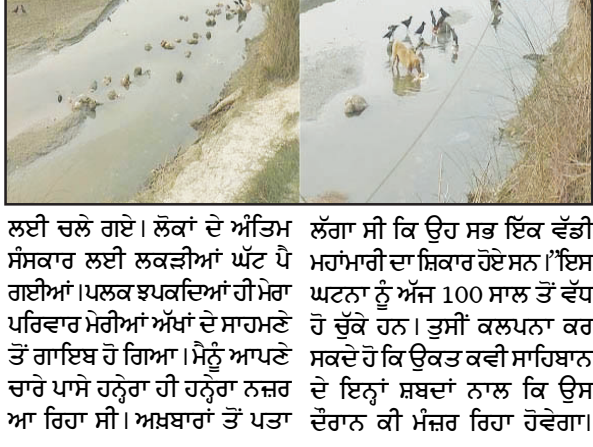 ਲਈ ਚਲੇ ਗਏ। ਲੋਕਾਂ ਦੇ ਅੰਤਿਮ
ਸੰਸਕਾਰ ਲਈ ਲਕੜੀਆਂ ਘੱਟ ਪੈ
ਗਈਆਂ।ਪਲਕ ਝਪਕਦਿਆਂ ਹੀ ਮੇਰਾ
ਪਰਿਵਾਰ ਮੇਰੀਆਂ ਅੱਖਾਂ ਦੇ ਸਾਹਮਣੇ
ਤੋਂ ਗਾਇਬ ਹੋ ਗਿਆ।ਮੈਨੂੰ ਆਪਣੇ
ਚਾਰੇ ਪਾਸੇ ਹਨ੍ਹੇਰਾ ਹੀ ਹਨ੍ਹੇਰਾ ਨਜ਼ਰ
ਆ ਰਿਹਾ ਸੀ। ਅਖ਼ਬਾਰਾਂ ਤੋਂ ਪਤਾ
ਲੱਗਾ ਸੀ ਕਿ ਉਹ ਸਭ ਇੱਕ ਵੱਡੀ
ਮਹਾਂਮਾਰੀ ਦਾ ਸ਼ਿਕਾਰ ਹੋਏ ਸਨ।”ਇਸ
ਘਟਨਾ ਨੂੰ ਅੱਜ 100 ਸਾਲ ਤੋਂ ਵੱਧ
ਹੋ ਚੁੱਕੇ ਹਨ। ਤੁਸੀਂ ਕਲਪਨਾ ਕਰ
ਸਕਦੇ ਹੋ ਕਿ ਉਕਤ ਕਵੀ ਸਾਹਿਬਾਨ
ਦੇ ਇਨ੍ਹਾਂ ਸ਼ਬਦਾਂ ਨਾਲ ਕਿ ਉਸ
ਦੌਰਾਨ ਕੀ ਮੰਜ਼ਰ ਰਿਹਾ ਹੋਵੇਗਾ।